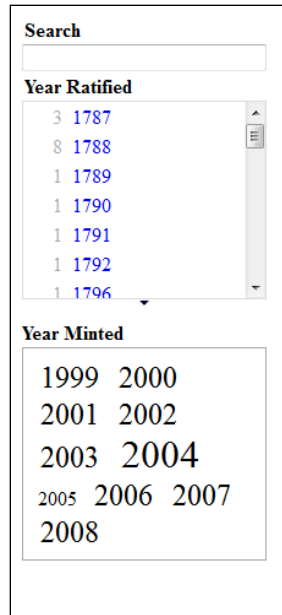 Search
Year Ratified
3 1787
8 1788
1 1789
1 1790
1 1791
1 1792
1 1796
Year Minted
1999 2000
2001 2002
2003 2004
2005 2006 2007
2008